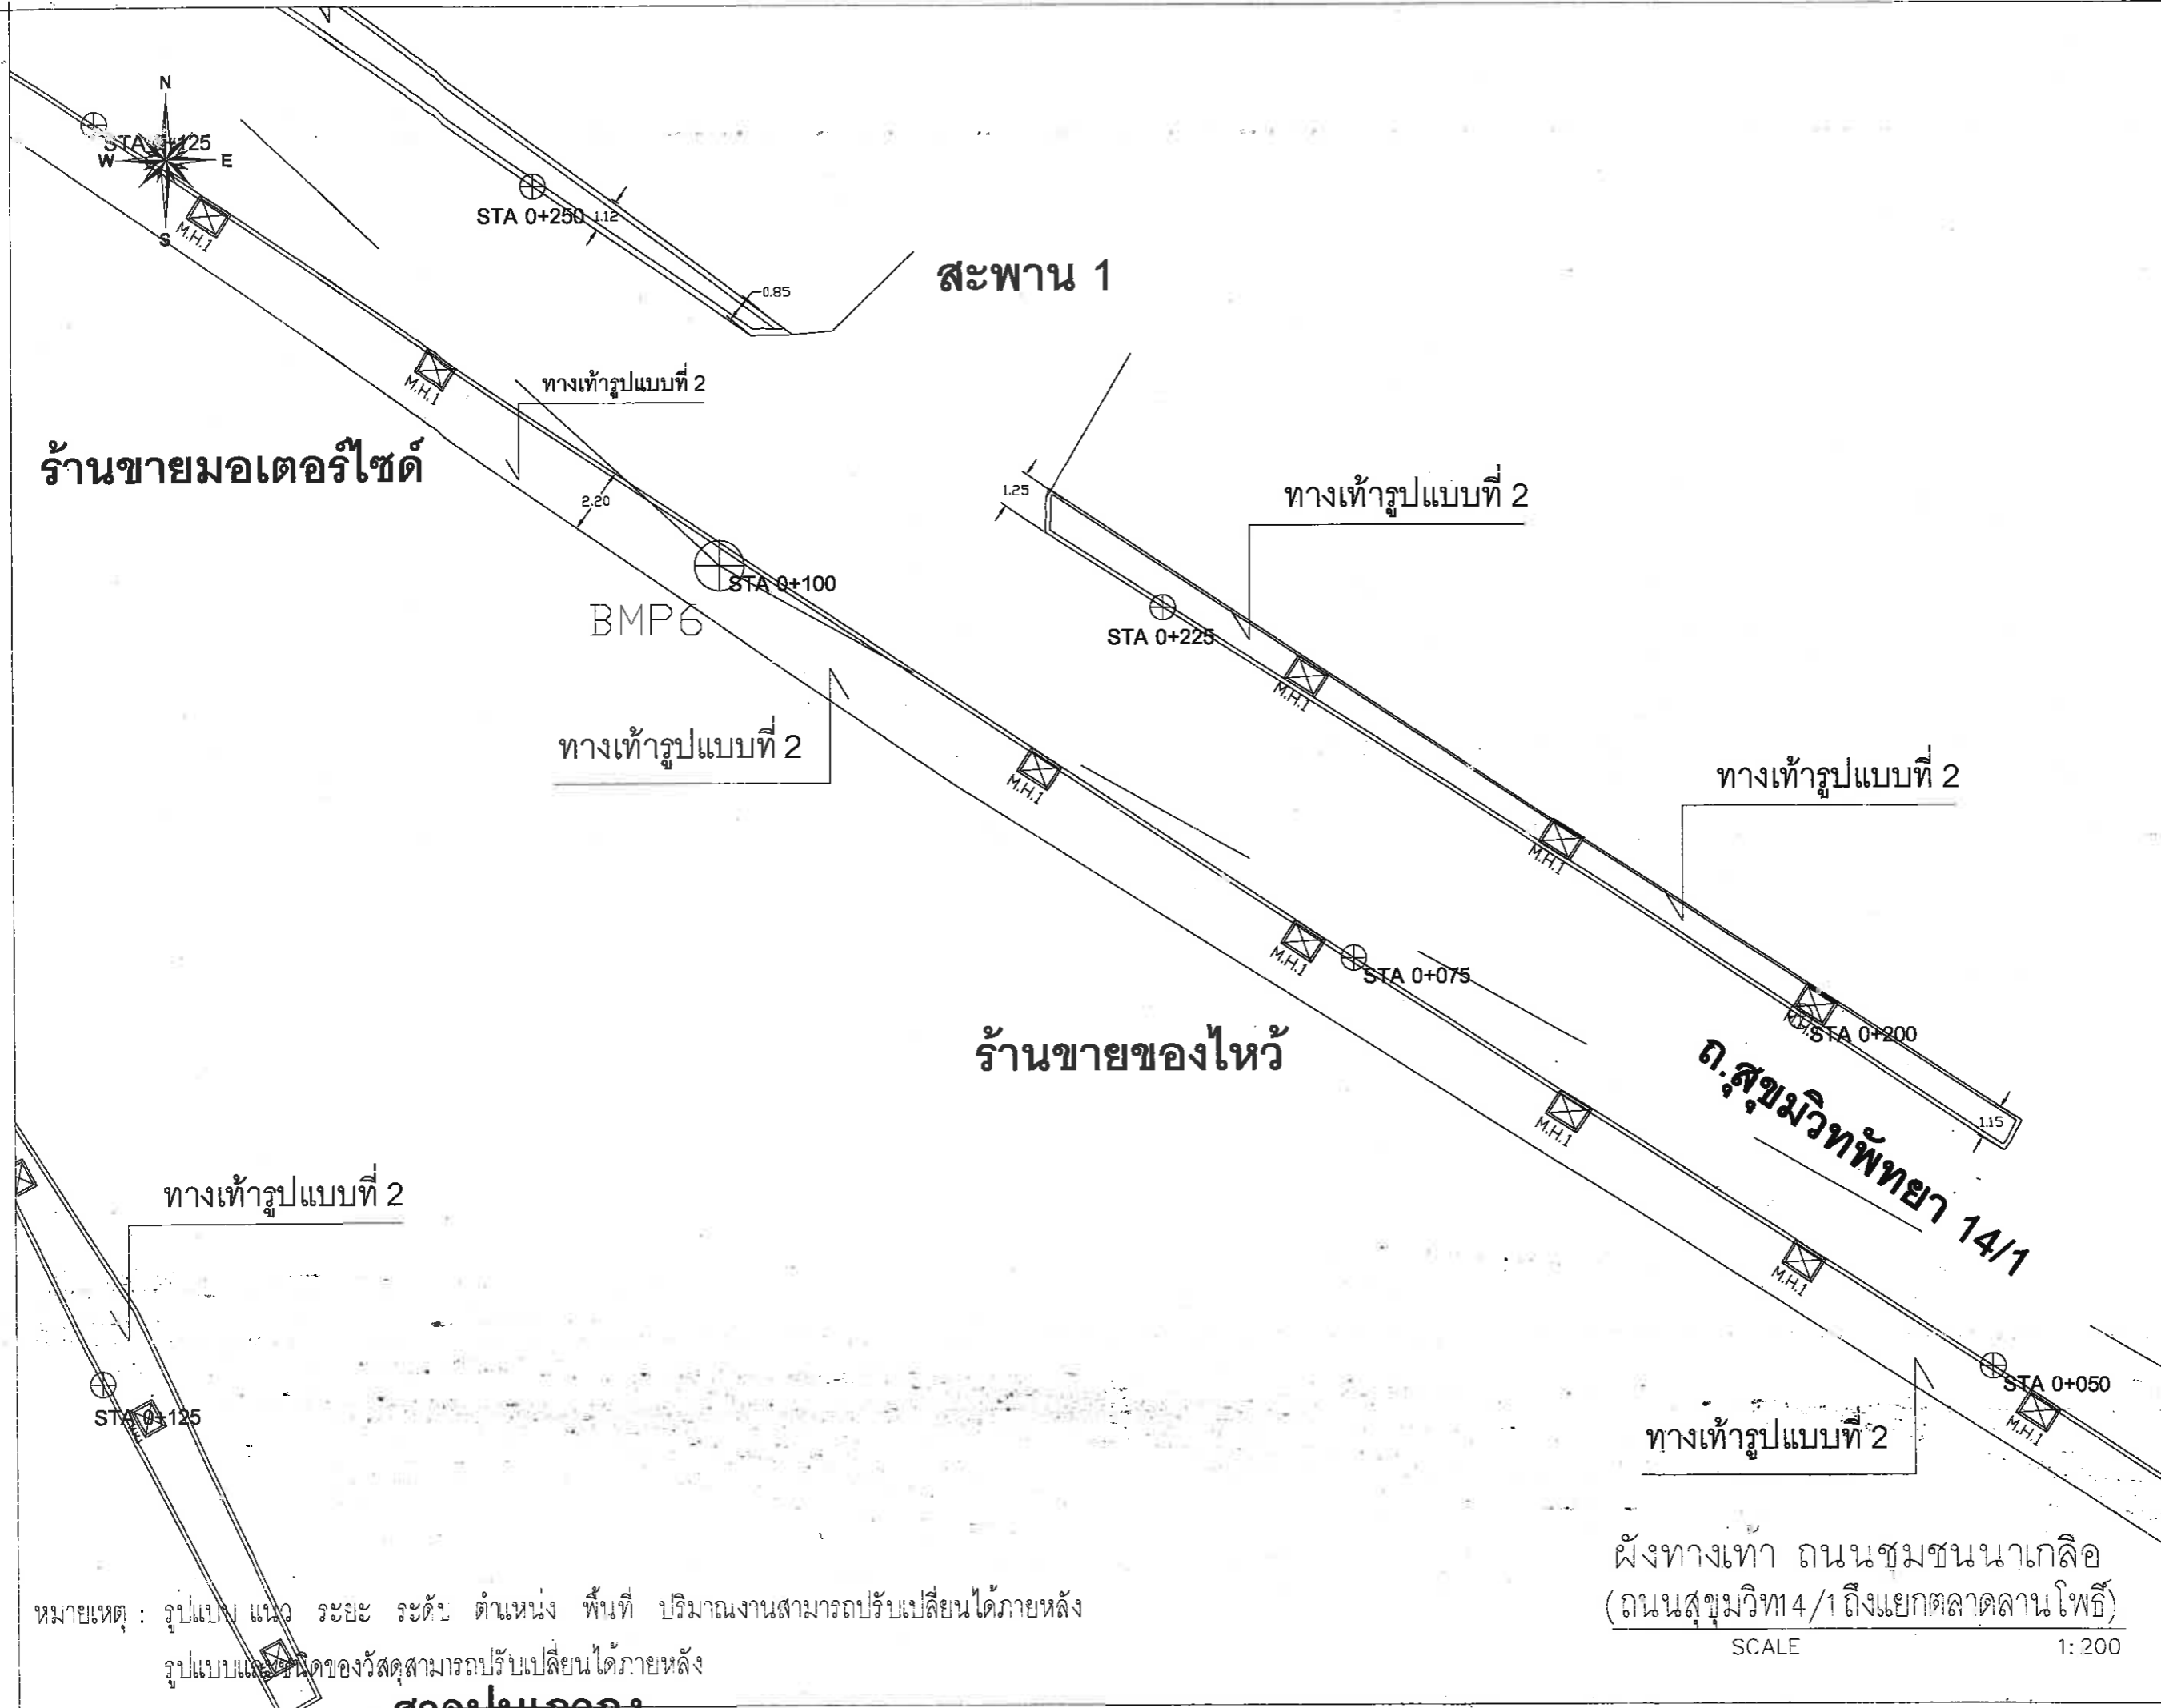 N
STA 0+125
W
E
S
M.H.1
STA 0+250
1.12
0.85
สะพาน 1
M.H.1
ทางเท้ารูปแบบที่ 2
ร้านขายมอเตอร์ไซด์
2.20
1.25
ทางเท้ารูปแบบที่ 2
STA 0+100
BMP6
STA 0+225
M.H.1
ทางเท้ารูปแบบที่ 2
ทางเท้ารูปแบบที่ 2
M.H.1
M.H.1
M.H.1
STA 0+075
ร้านขายของไหว้
STA 0+200
ถ.สุขุมวิทพัทยา 14/1
1.15
M.H.1
ทางเท้ารูปแบบที่ 2
M.H.1
STA 0+050
M.H.1
STA 0+125
ทางเท้ารูปแบบที่ 2
ผังทางเท้า ถนนชุมชนนาเกลือ
(ถนนสุขุมวิท14/1ถึงแยกตลาดลานโพธิ์)
SCALE 1:200
หมายเหตุ : รูปแบบ แนว ระยะ ระดับ ตำแหน่ง พื้นที่ ปริมาณงานสามารถปรับเปลี่ยนได้ภายหลัง
รูปแบบและชนิดของวัสดุสามารถปรับเปลี่ยนได้ภายหลัง